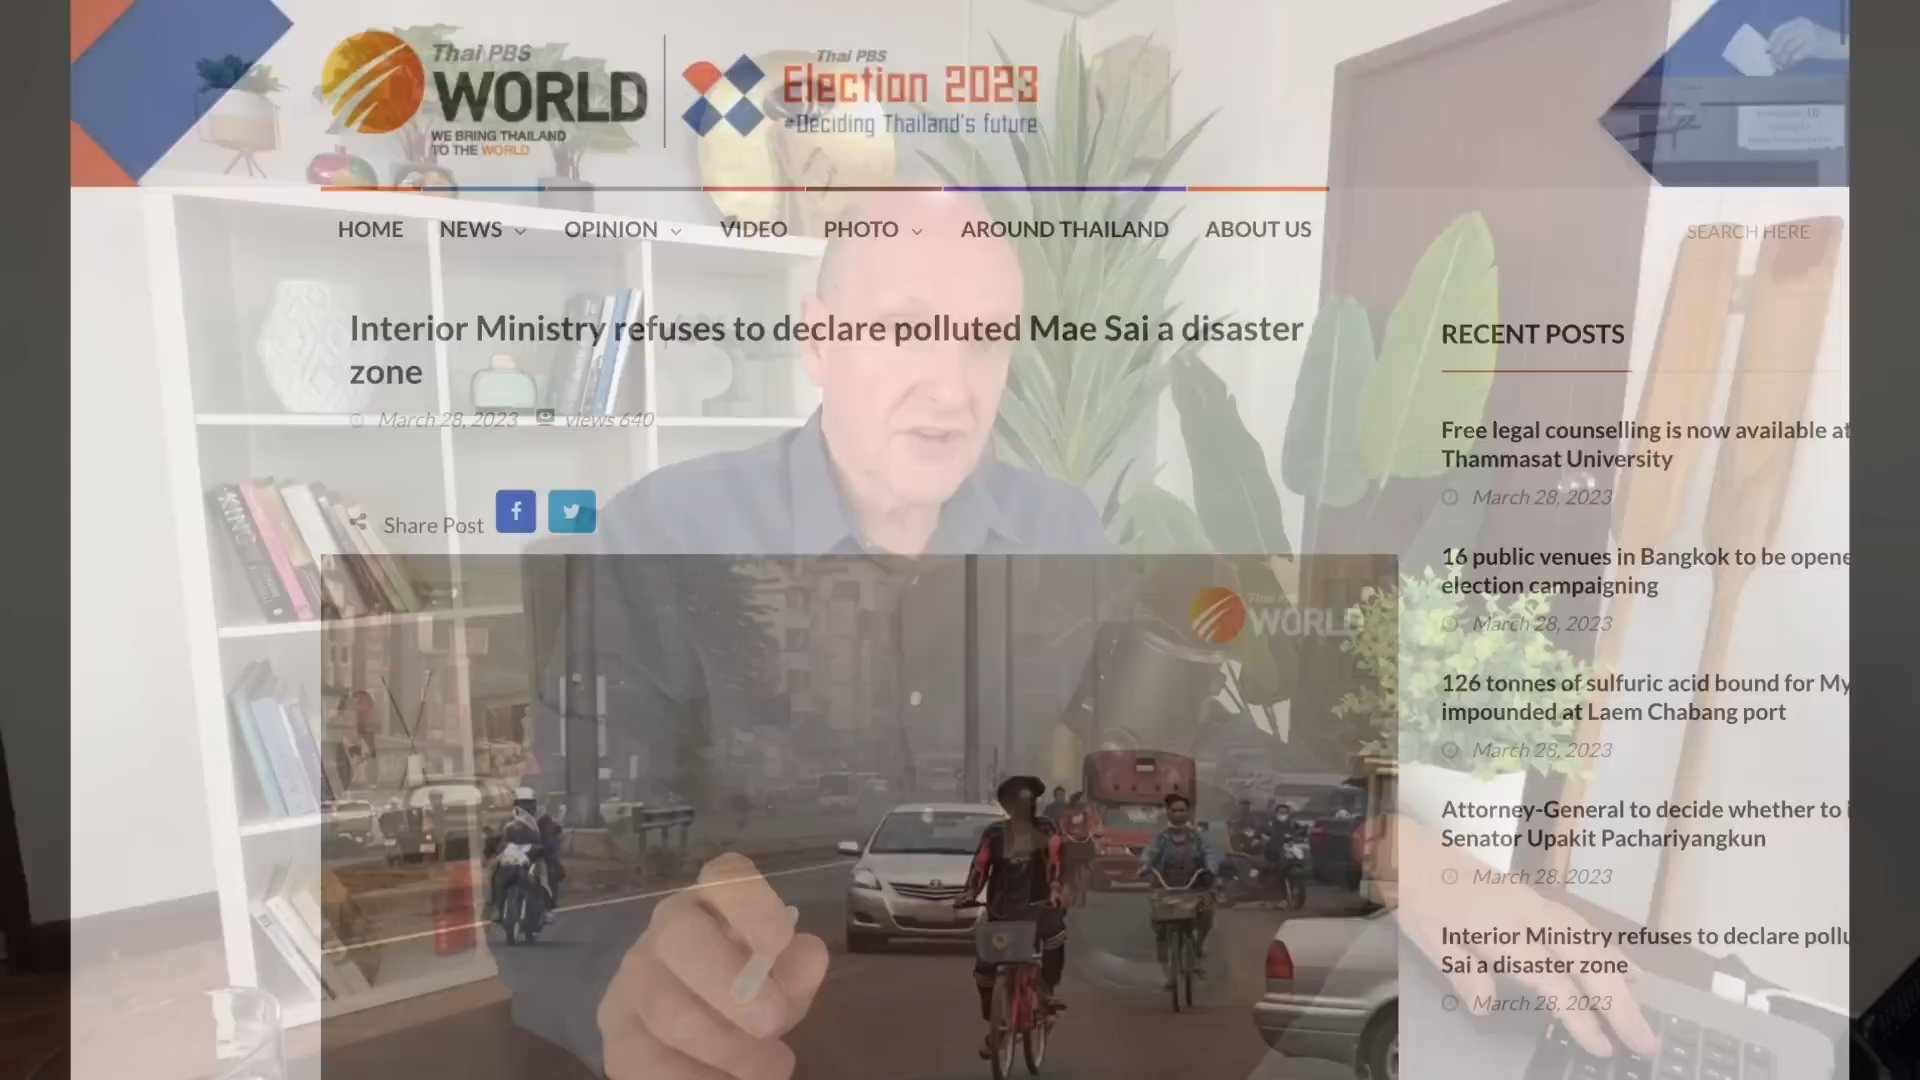 Thai PBS
WORLD
WE BRING THAILAND
TO THE WORLD
Thai PBS
Election 2023
#Deciding Thailand's future
HOME NEWS OPINION VIDEO PHOTO AROUND THAILAND ABOUT US
SEARCH HERE
Interior Ministry refuses to declare polluted Mae Sai a disaster
zone
March 28, 2023 views 640
Share Post
Thai PBS
WORLD
RECENT POSTS
Free legal counselling is now available at
Thammasat University
March 28, 2023
16 public venues in Bangkok to be opene
election campaigning
March 28, 2023
126 tonnes of sulfuric acid bound for My
impounded at Laem Chabang port
March 28, 2023
Attorney-General to decide whether to
Senator Upakit Pachariyangkun
March 28, 2023
Interior Ministry refuses to declare pollu
Sai a disaster zone
March 28, 2023